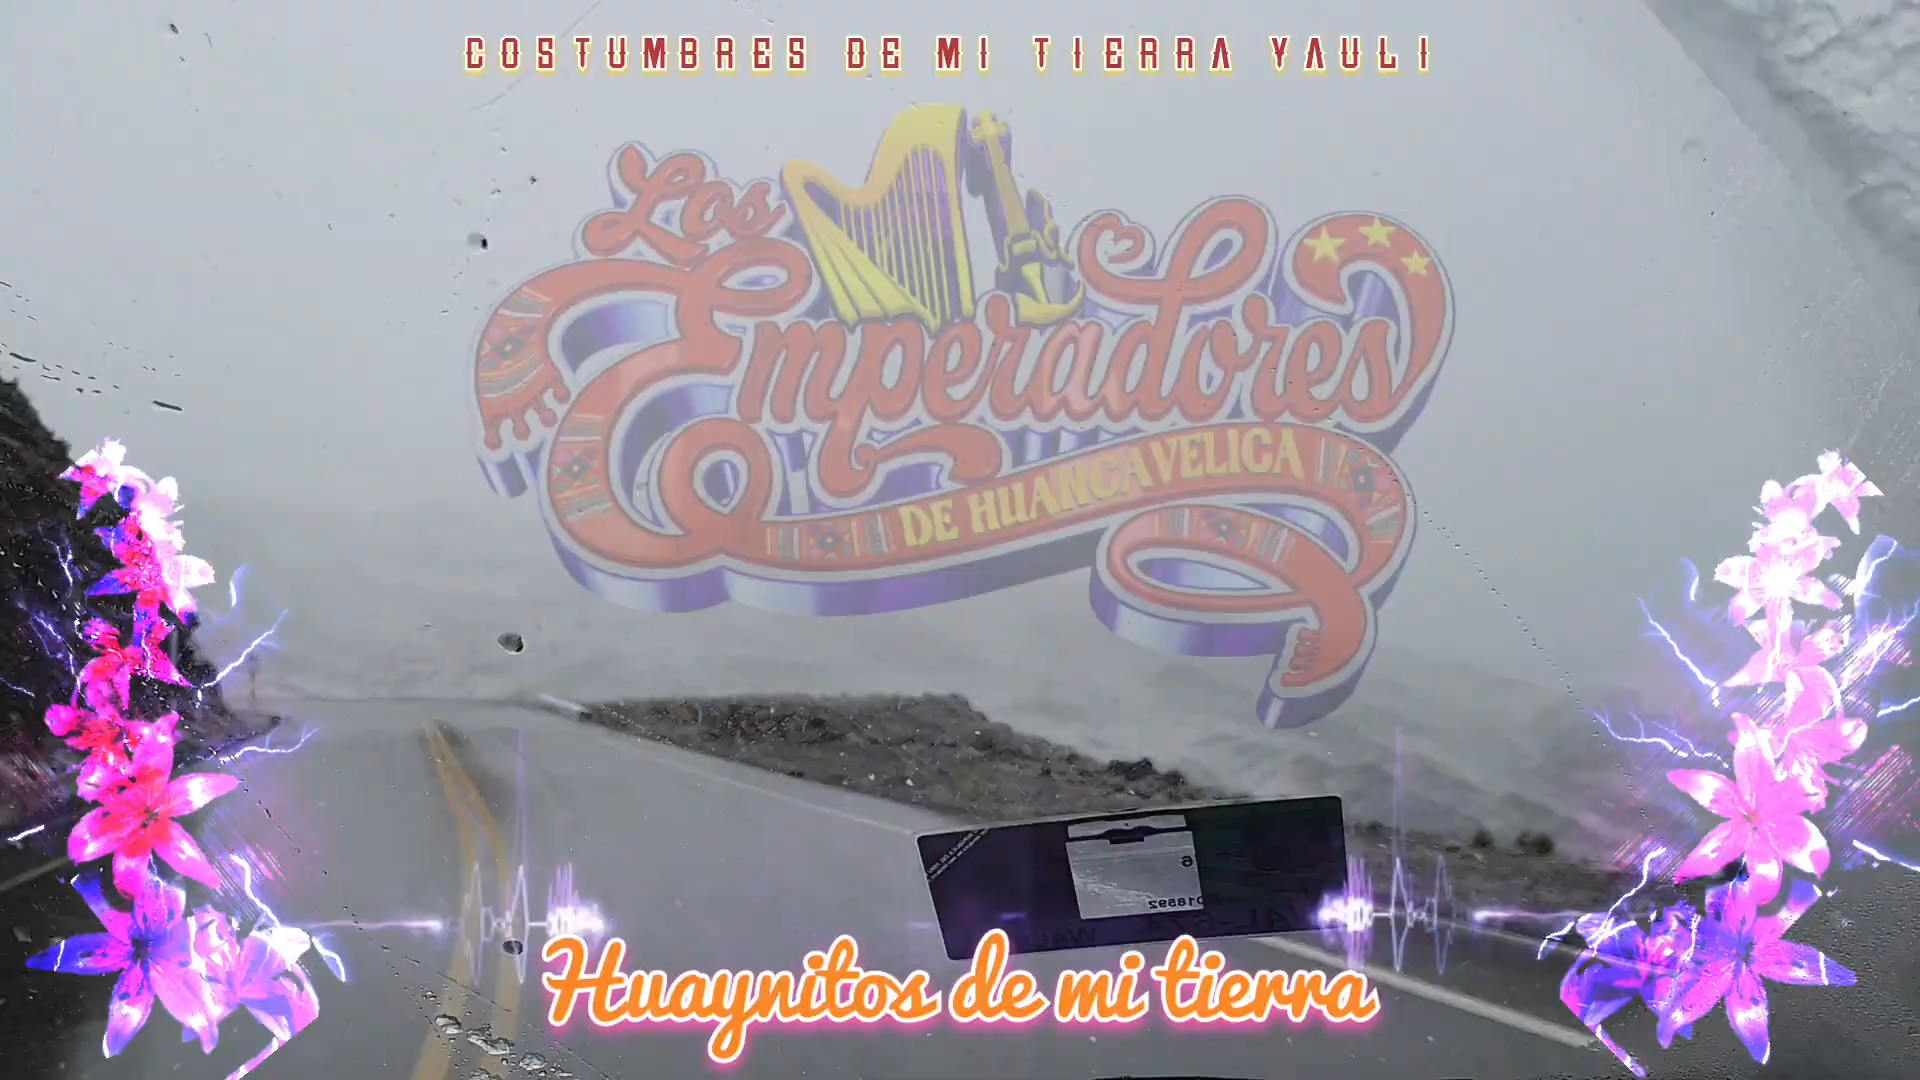 COSTUMBRES DE MI TIERRA YAULI
Los
Emperadores
DE HUANCAVELICA
Huaynitos de mi tierra